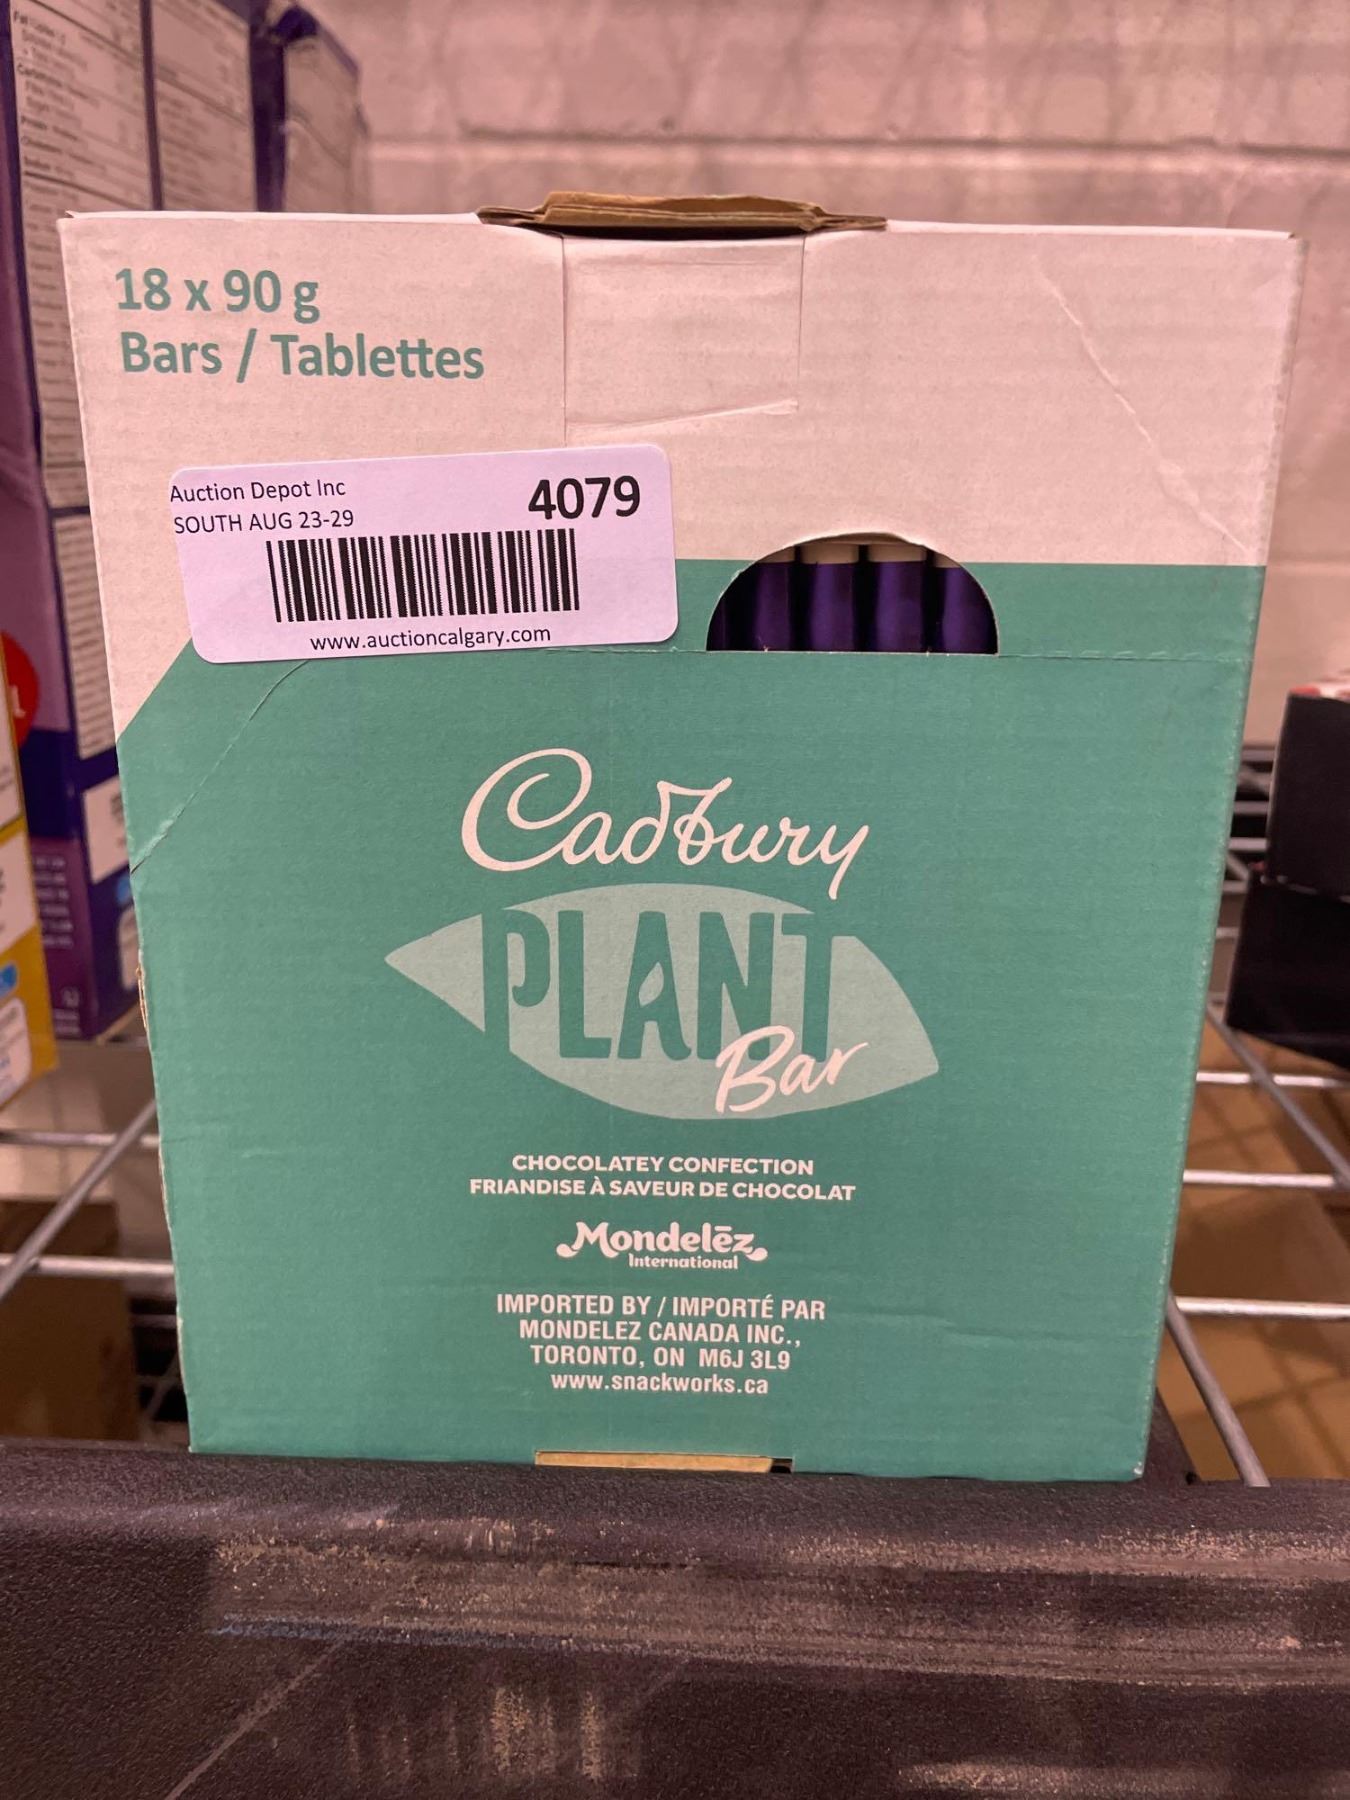 18 x 90 g
Bars / Tablettes
Auction Depot Inc
4079
SOUTH AUG 23-29
www.auctioncalgary.com
Cadbury
PLANT
Bar
CHOCOLATEY CONFECTION
FRIANDISE À SAVEUR DE CHOCOLAT
Mondelēz
International
IMPORTED BY / IMPORTÉ PAR
MONDELEZ CANADA INC.,
TORONTO, ON M6J 3L9
www.snackworks.ca